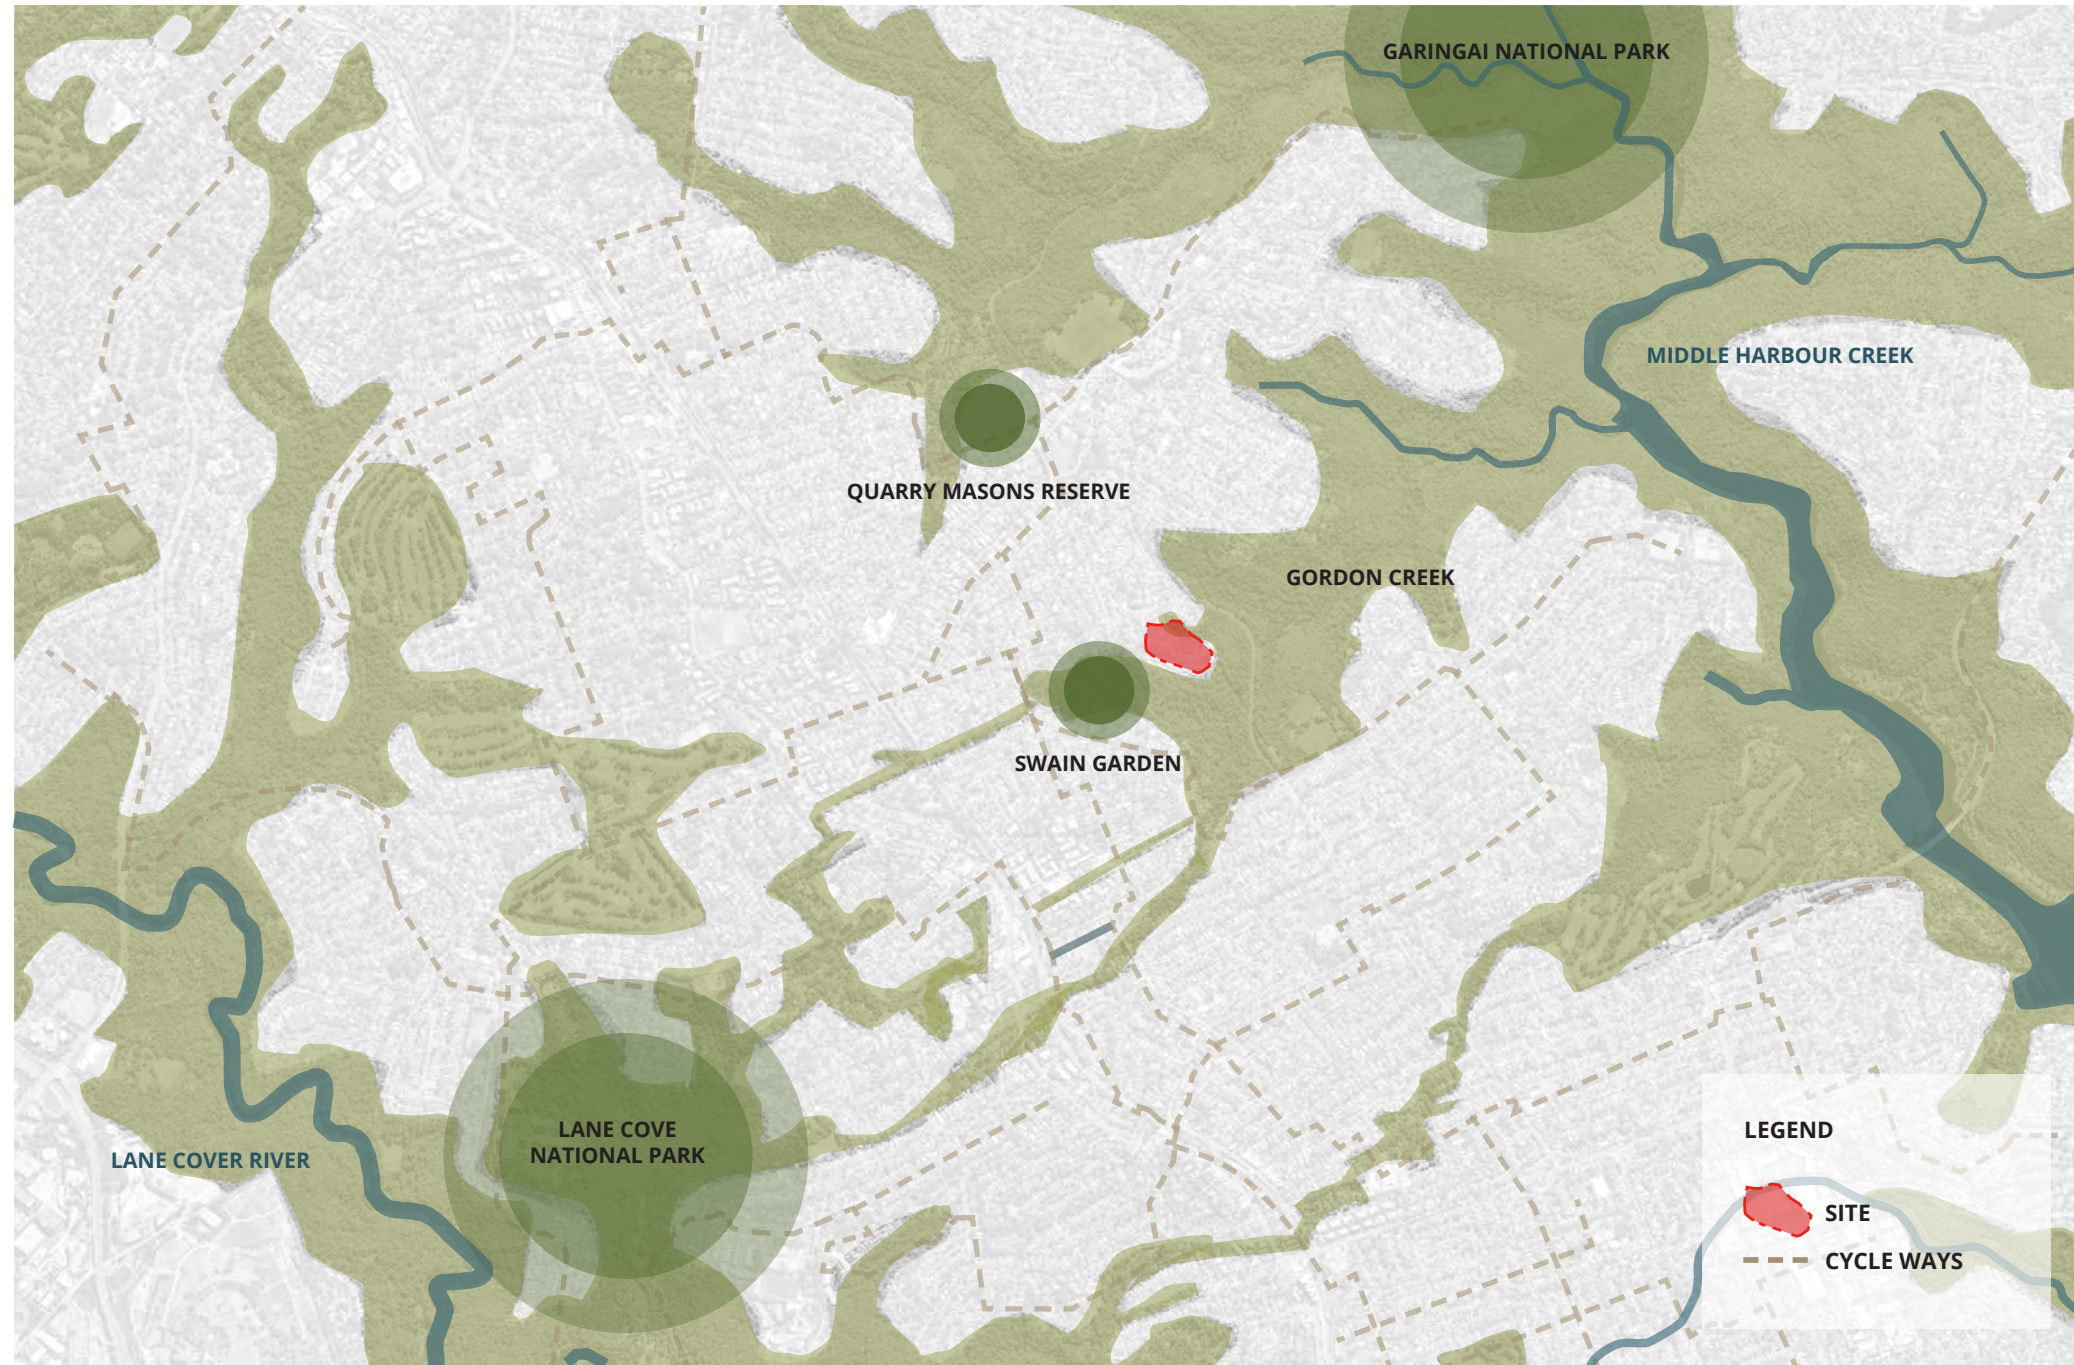 GARINGAI NATIONAL PARK
MIDDLE HARBOUR CREEK
QUARRY MASONS RESERVE
GORDON CREEK
SWAIN GARDEN
LANE COVE
NATIONAL PARK
LANE COVER RIVER
LEGEND
SITE
CYCLE WAYS